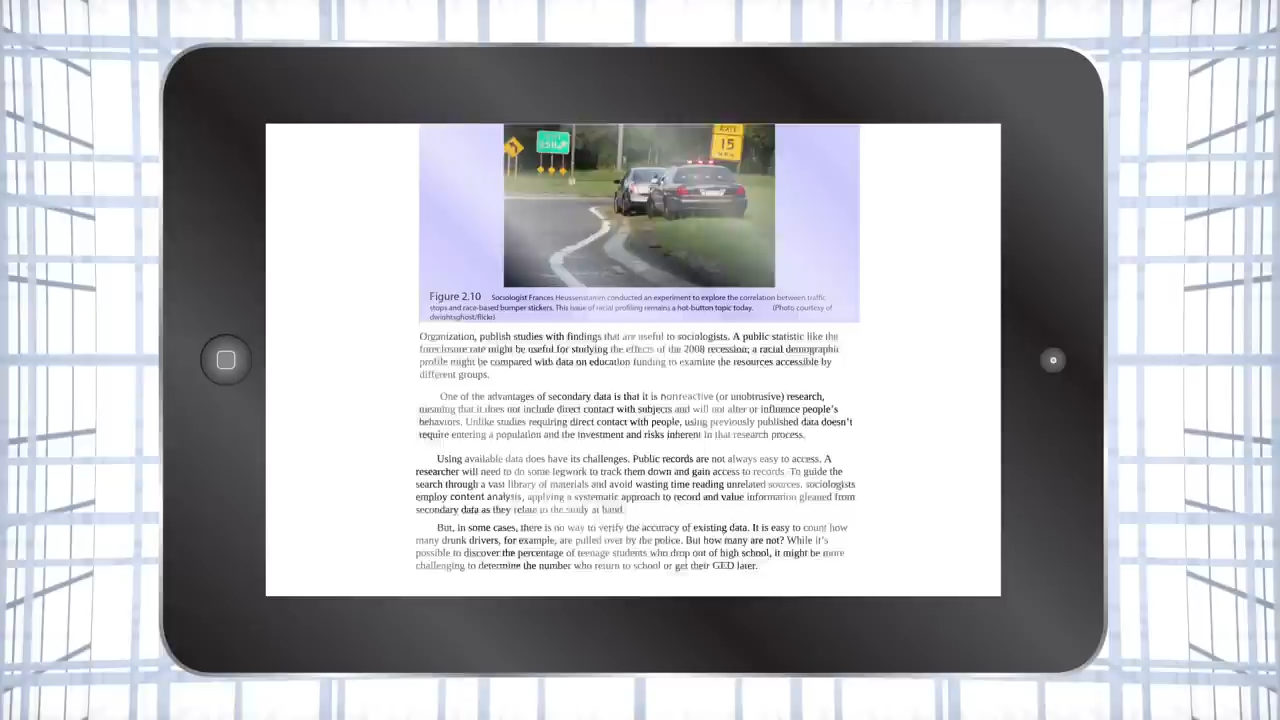 EXIT
15
Figure 2.10 Sociologist Frances Heussenstamm conducted an experiment to explore the correlation between traffic
stops and race-based bumper stickers. This issue of racial profiling remains a hot-button topic today. (Photo courtesy of
dwightsghost/flickr)
Organization, publish studies with findings that are useful to sociologists. A public statistic like the
foreclosure rate might be useful for studying the effects of the 2008 recession; a racial demographic
profile might be compared with data on education funding to examine the resources accessible by
different groups.
One of the advantages of secondary data is that it is nonreactive (or unobtrusive) research,
meaning that it does not include direct contact with subjects and will not alter or influence people's
behaviors. Unlike studies requiring direct contact with people, using previously published data doesn't
require entering a population and the investment and risks inherent in that research process.
Using available data does have its challenges. Public records are not always easy to access. A
researcher will need to do some legwork to track them down and gain access to records. To guide the
search through a vast library of materials and avoid wasting time reading unrelated sources, sociologists
employ content analysis, applying a systematic approach to record and value information gleaned from
secondary data as they relate to the study at hand.
But, in some cases, there is no way to verify the accuracy of existing data. It is easy to count how
many drunk drivers, for example, are pulled over by the police. But how many are not? While it's
possible to discover the percentage of teenage students who drop out of high school, it might be more
challenging to determine the number who return to school or get their GED later.